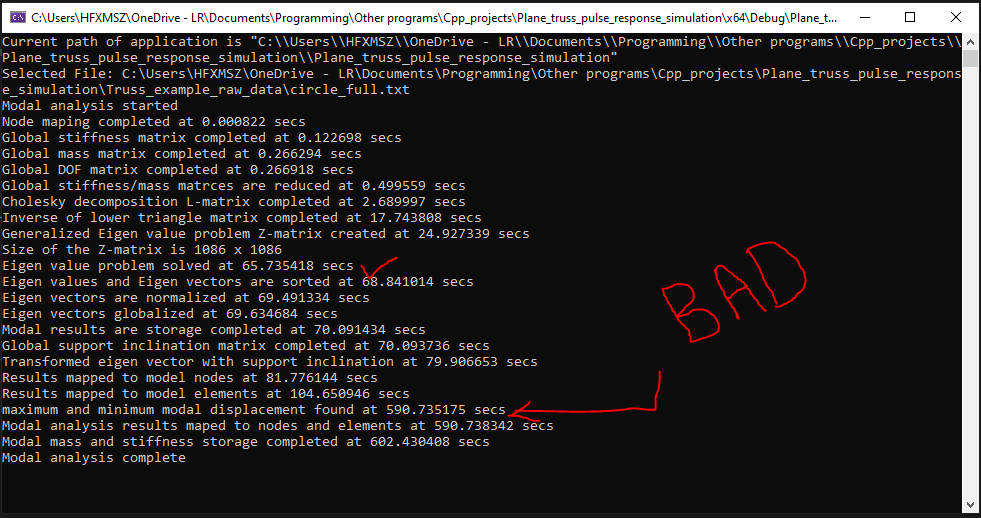 C:\Users\HFXMSZ\OneDrive - LR\Documents\Programming\Other programs\Cpp_projects\Plane_truss_pulse_response_simulation\x64\Debug\Plane_t...
Current path of application is "C:\\Users\\HFXMSZ\\OneDrive - LR\\Documents\\Programming\\Other programs\\Cpp_projects\\
Plane_truss_pulse_response_simulation\\Plane_truss_pulse_response_simulation"
Selected File: C:\Users\HFXMSZ\OneDrive - LR\Documents\Programming\Other programs\Cpp_projects\Plane_truss_pulse_respons
e_simulation\Truss_example_raw_data\circle_full.txt
Modal analysis started
Node maping completed at 0.000822 secs
Global stiffness matrix completed at 0.122698 secs
Global mass matrix completed at 0.266294 secs
Global DOF matrix completed at 0.266918 secs
Global stiffness/mass matrces are reduced at 0.499559 secs
Cholesky decomposition L-matrix completed at 2.689997 secs
Inverse of lower triangle matrix completed at 17.743808 secs
Generalized Eigen value problem Z-matrix created at 24.927339 secs
Size of the Z-matrix is 1086 x 1086
Eigen value problem solved at 65.735418 secs
Eigen values and Eigen vectors are sorted at 68.841014 secs
Eigen vectors are normalized at 69.491334 secs
Eigen vectors globalized at 69.634684 secs
Modal results are storage completed at 70.091434 secs
Global support inclination matrix completed at 70.093736 secs
Transformed eigen vector with support inclination at 79.906653 secs
Results mapped to model nodes at 81.776144 secs
Results mapped to model elements at 104.650946 secs
maximum and minimum modal displacement found at 590.735175 secs
Modal analysis results maped to nodes and elements at 590.738342 secs
Modal mass and stiffness storage completed at 602.430408 secs
Modal analysis complete
BAD